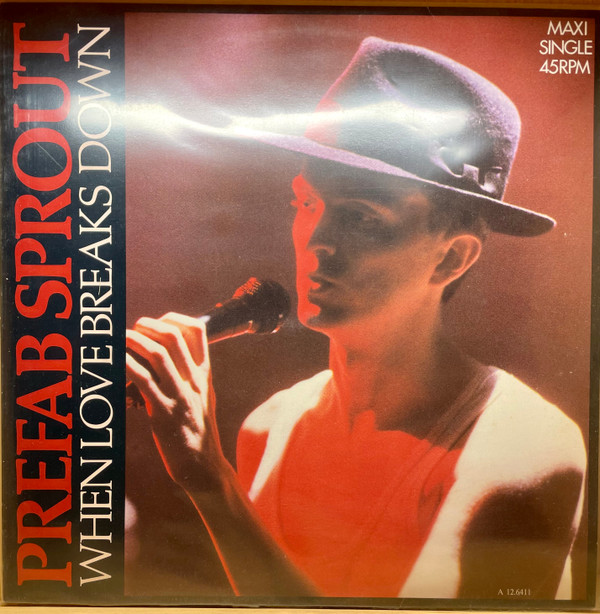 PREFAB SPROUT
WHEN LOVE BREAKS DOWN
MAXI
SINGLE
45RPM
A 12.6411